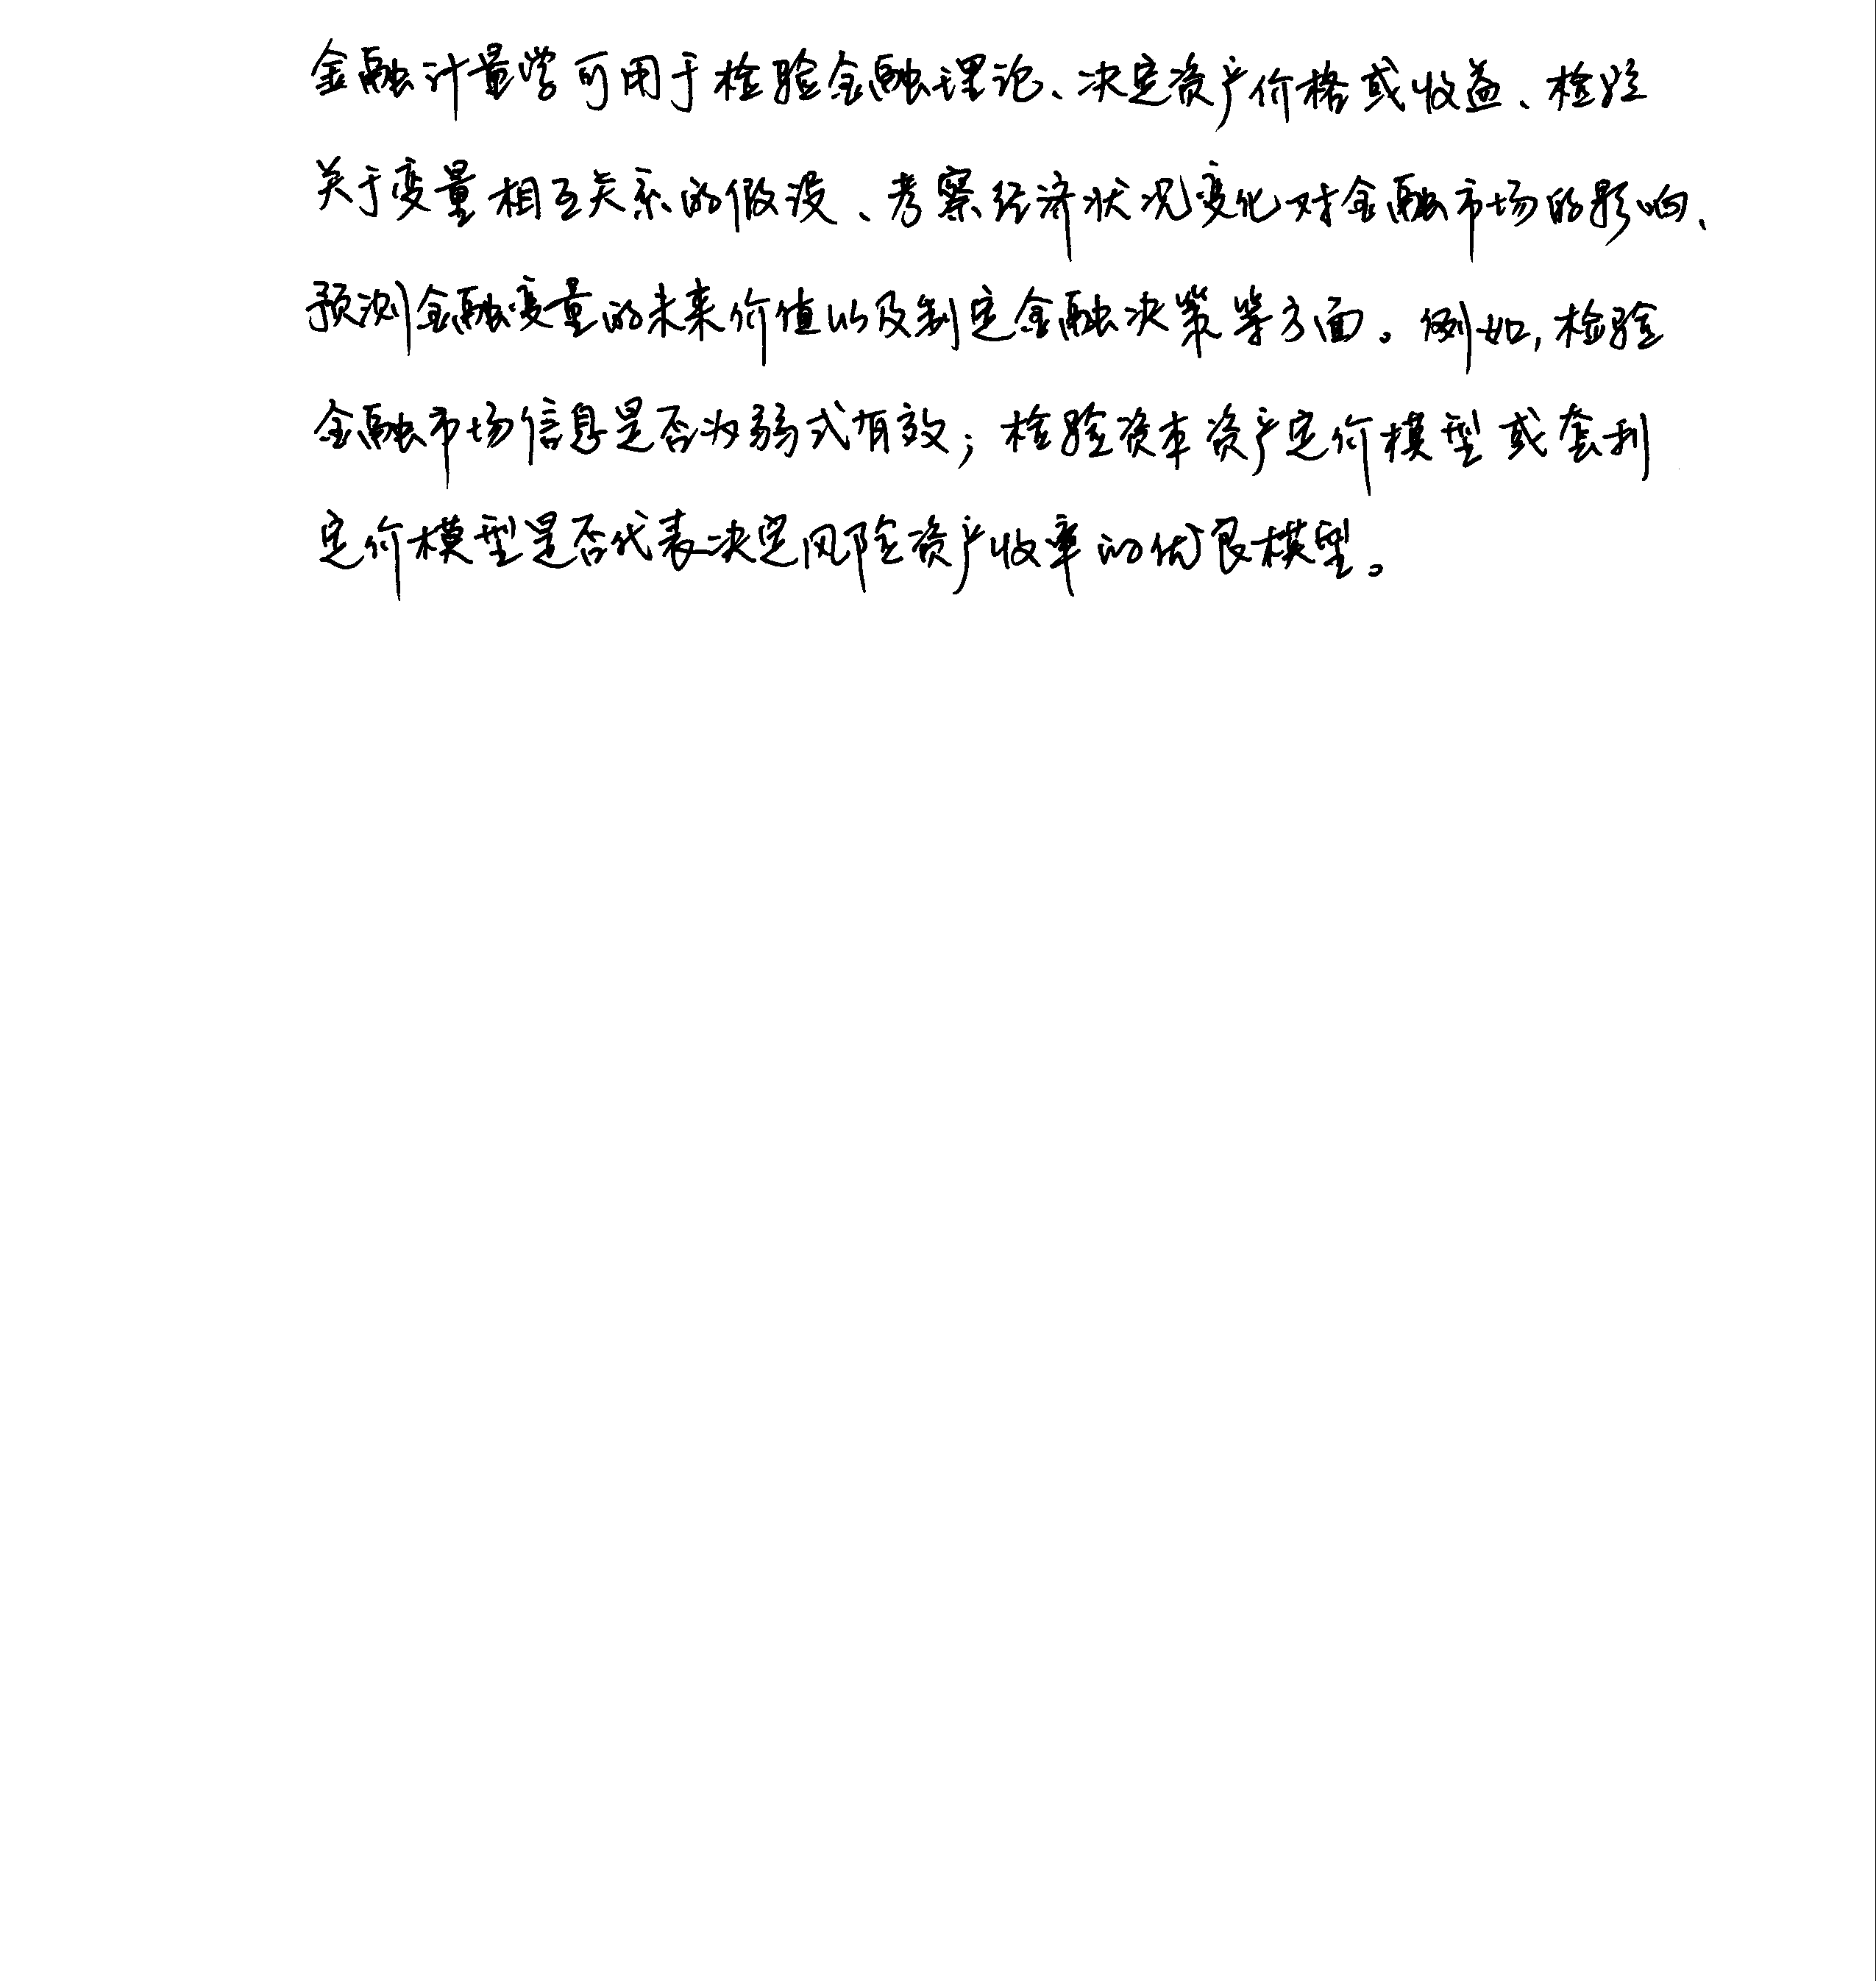 金融计量学可用于检验金融理论、决定资产价格或收益、检验
关于变量相互关系的假设、考察经济状况变化对金融市场的影响、
预测金融变量的未来价值以及制定金融决策等方面。例如,检验
金融市场信息是否为弱式有效;检验资本资产定价模型或套利
定价模型是否代表决定风险资产收率的优良模型。